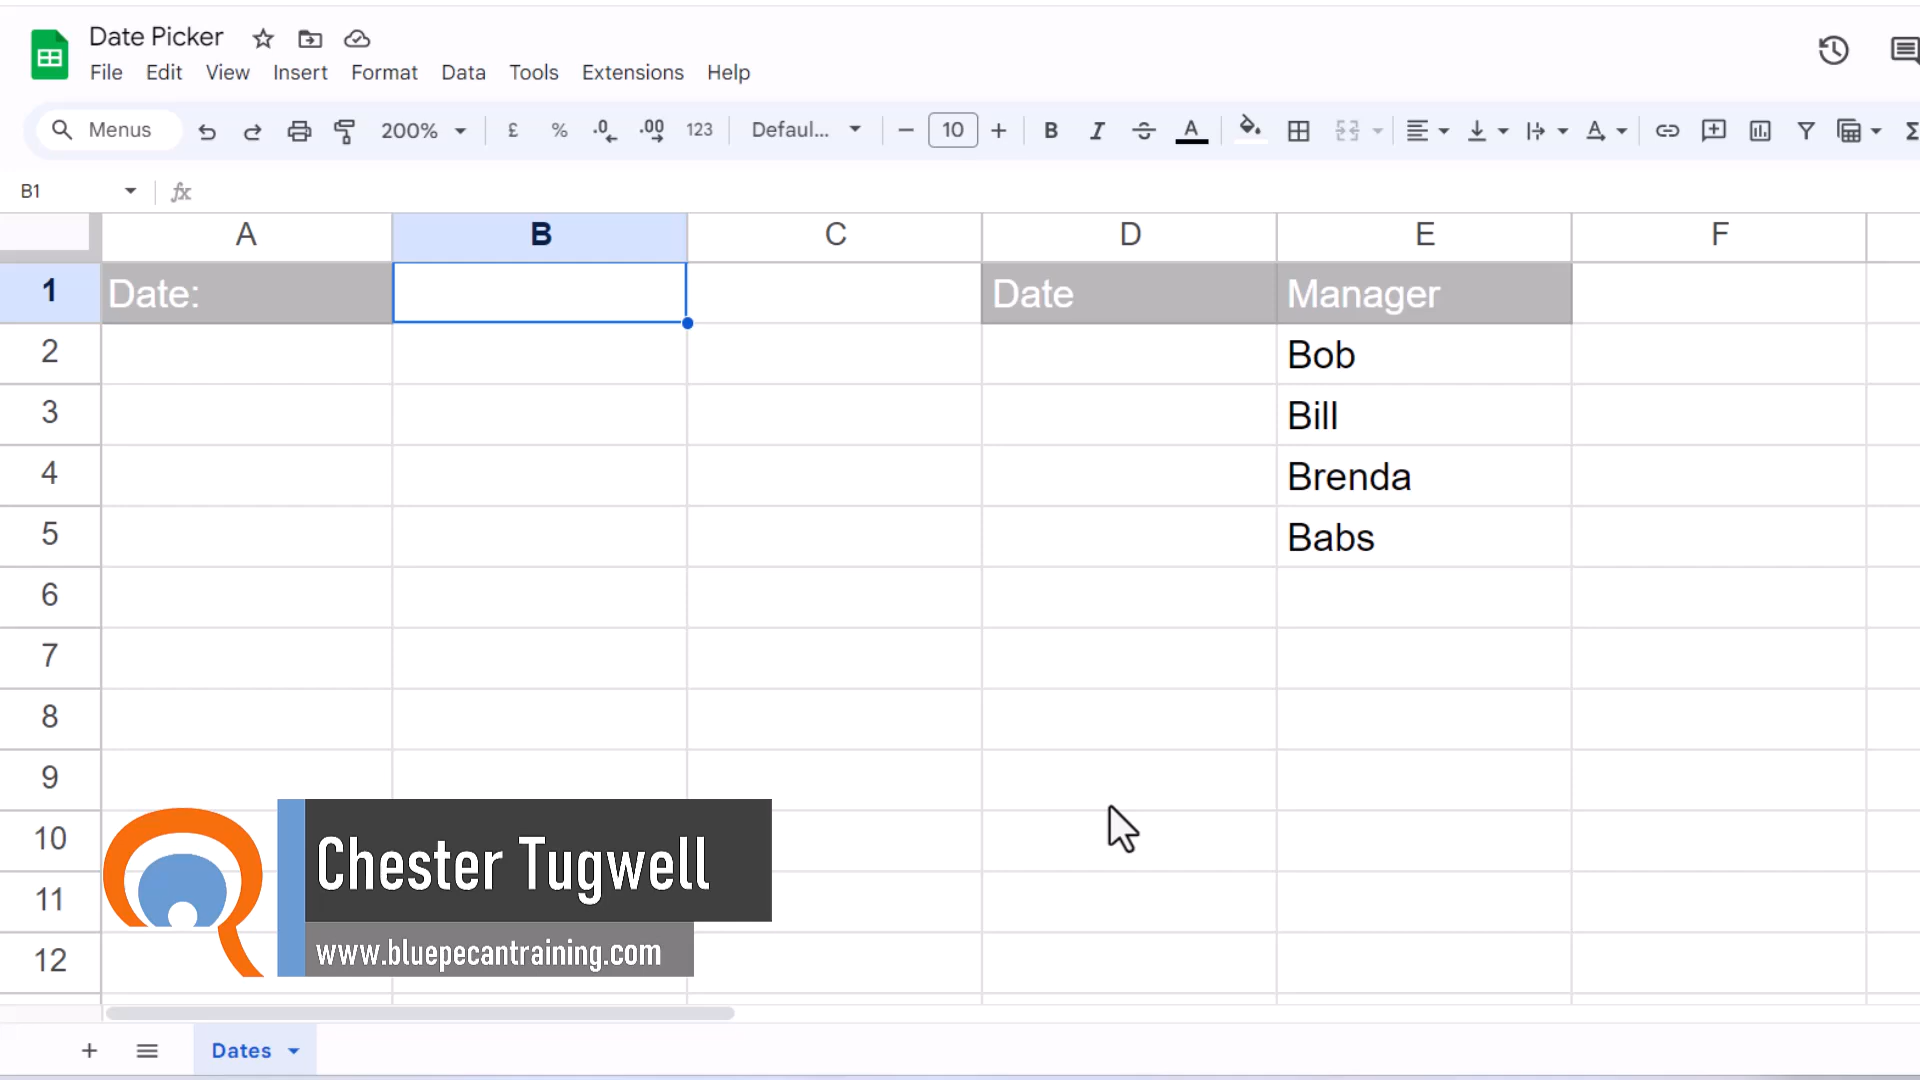 Date Picker
File Edit View Insert Format Data Tools Extensions Help
Menus 200% £ % .0 .00 123 Defaul... 10 B I S A A Σ
B1 fx
A B C D E F
1 Date: Date Manager
2 Bob
3 Bill
4 Brenda
5 Babs
6
7
8
9
10
11
12
Chester Tugwell
www.bluepecantraining.com
+ Dates